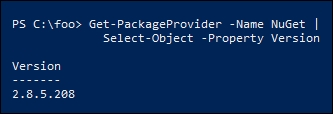 PS C:\foo> Get-PackageProvider -Name NuGet |
Select-Object -Property Version
Version
-------
2.8.5.208